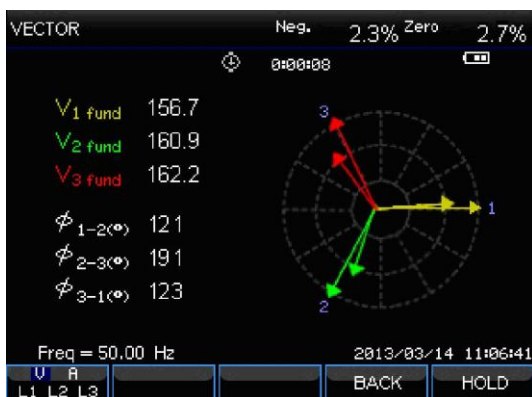 VECTOR Neg. 2.3% Zero 2.7%
0:00:08
V1 fund 156.7
V2 fund 160.9
V3 fund 162.2
ϕ1-2(°) 121
ϕ2-3(°) 191
ϕ3-1(°) 123
3
1
2
Freq = 50.00 Hz 2013/03/14 11:06:41
V A
L1 L2 L3 BACK HOLD